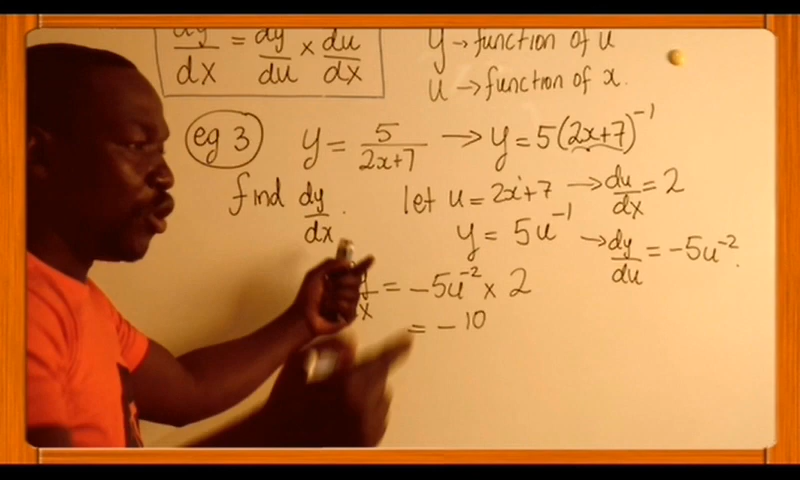 dy/dx = dy/du × du/dx
y → function of u
u → function of x.
eg 3 y = 5/(2x+7) → y = 5(2x+7)⁻¹
find dy/dx. let u = 2x+7 → du/dx = 2
y = 5u⁻¹ → dy/du = -5u⁻².
= -5u⁻² × 2
= -10